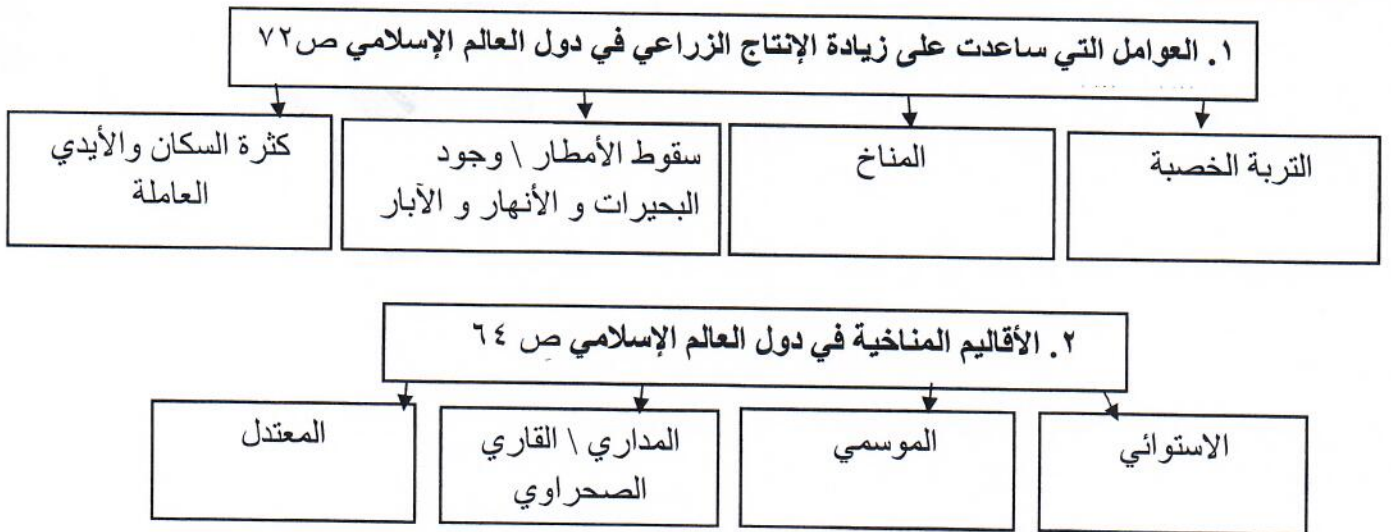 ١. العوامل التي ساعدت على زيادة الإنتاج الزراعي في دول العالم الإسلامي ص٧٢
التربة الخصبة
المناخ
سقوط الأمطار \ وجود
البحيرات و الأنهار و الآبار
كثرة السكان والأيدي
العاملة
٢. الأقاليم المناخية في دول العالم الإسلامي ص ٦٤
الاستوائي
الموسمي
المداري \ القاري
الصحراوي
المعتدل